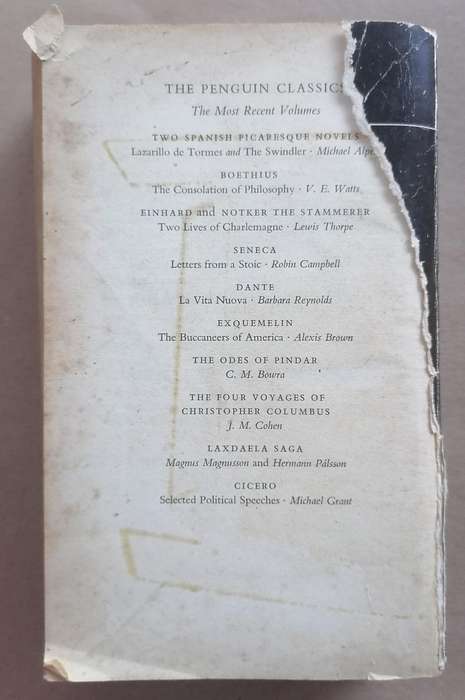 THE PENGUIN CLASSICS
The Most Recent Volumes
TWO SPANISH PICARESQUE NOVELS
Lazarillo de Tormes and The Swindler · Michael Alpe
BOETHIUS
The Consolation of Philosophy · V. E. Watts
EINHARD and NOTKER THE STAMMERER
Two Lives of Charlemagne · Lewis Thorpe
SENECA
Letters from a Stoic · Robin Campbell
DANTE
La Vita Nuova · Barbara Reynolds
EXQUEMELIN
The Buccaneers of America · Alexis Brown
THE ODES OF PINDAR
C. M. Bowra
THE FOUR VOYAGES OF
CHRISTOPHER COLUMBUS
J. M. Cohen
LAXDAELA SAGA
Magnus Magnusson and Hermann Pálsson
CICERO
Selected Political Speeches · Michael Grant